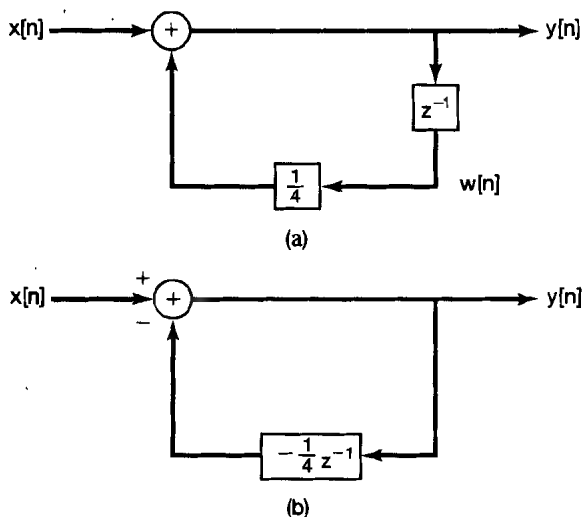 x[n] + y[n]
z⁻¹
1/4 w[n]
(a)
+
x[n] + y[n]
−
− 1/4 z⁻¹
(b)